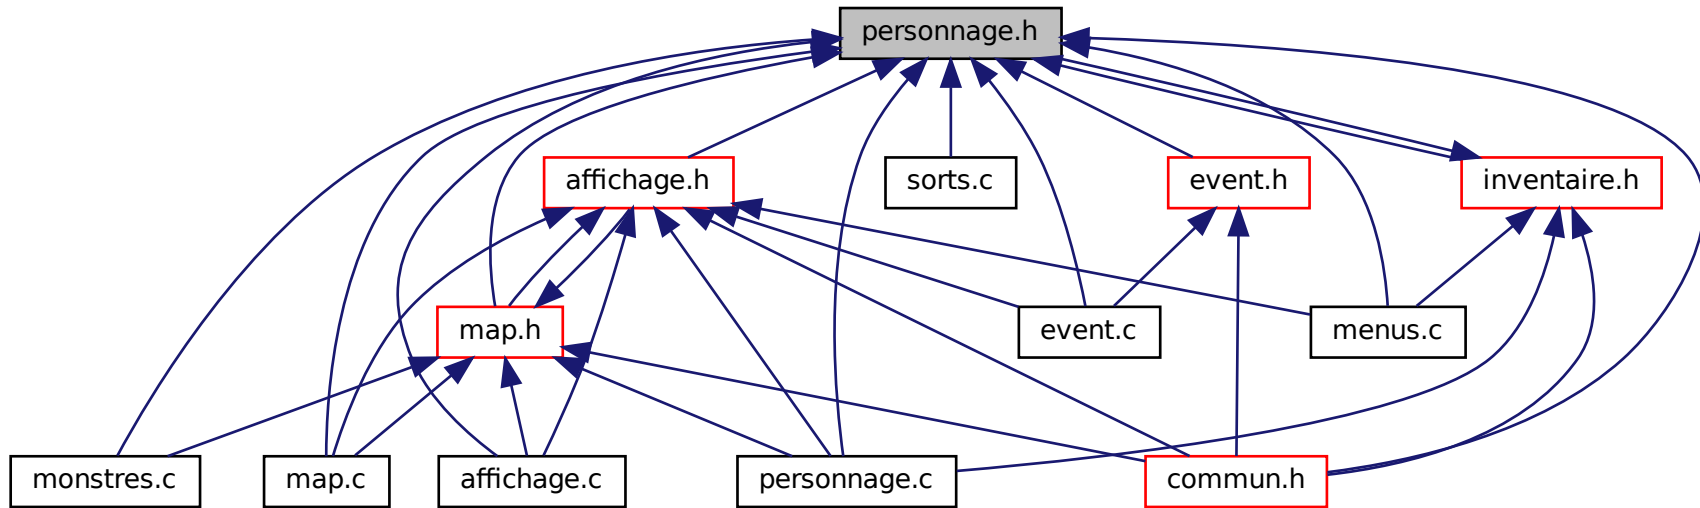 personnage.h
affichage.h
sorts.c
event.h
inventaire.h
map.h
event.c
menus.c
monstres.c
map.c
affichage.c
personnage.c
commun.h